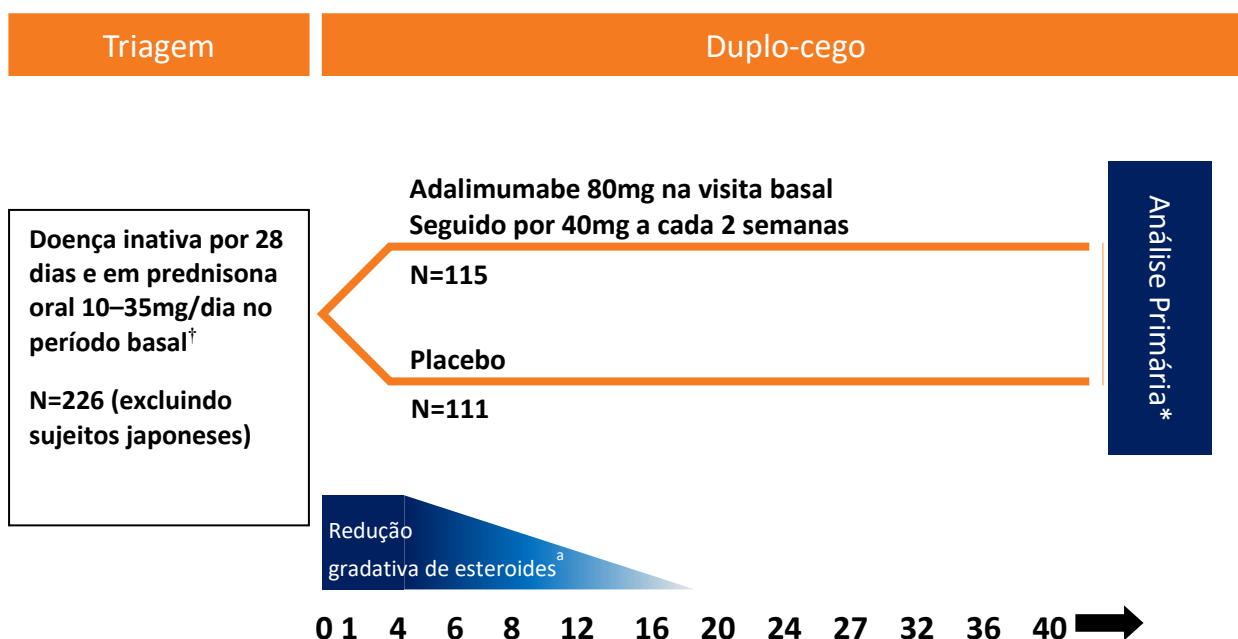 Triagem
Duplo-cego
Doença inativa por 28
dias e em prednisona
oral 10–35mg/dia no
período basal†
N=226 (excluindo
sujeitos japoneses)
Adalimumabe 80mg na visita basal
Seguido por 40mg a cada 2 semanas
N=115
Placebo
N=111
Análise Primária*
Redução
gradativa de esteroides a
0 1 4 6 8 12 16 20 24 27 32 36 40